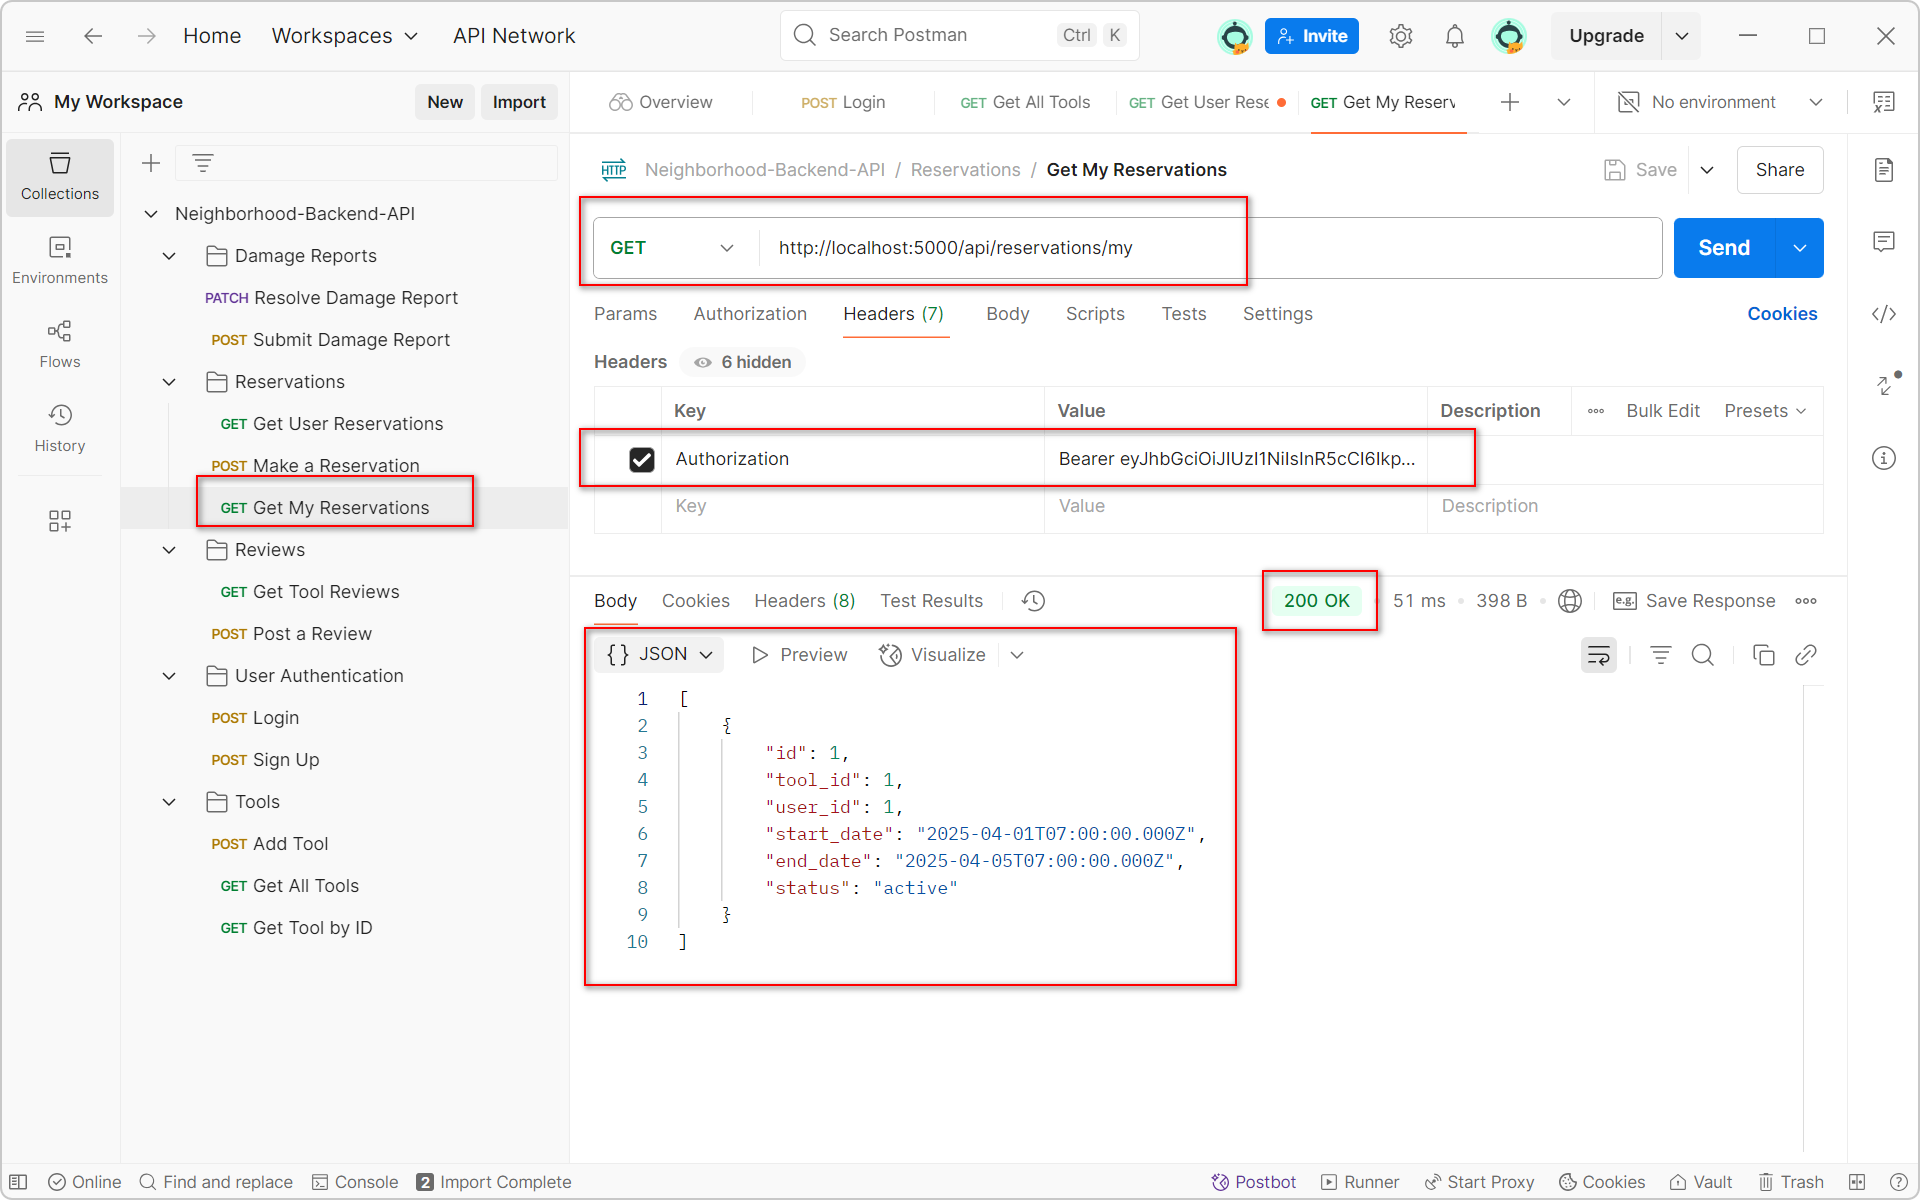 Home Workspaces API Network Search Postman Ctrl K Invite Upgrade
My Workspace New Import
Overview POST Login GET Get All Tools GET Get User Rese GET Get My Reserv No environment
Collections
Environments
Flows
History
Neighborhood-Backend-API
Damage Reports
PATCH Resolve Damage Report
POST Submit Damage Report
Reservations
GET Get User Reservations
POST Make a Reservation
GET Get My Reservations
Reviews
GET Get Tool Reviews
POST Post a Review
User Authentication
POST Login
POST Sign Up
Tools
POST Add Tool
GET Get All Tools
GET Get Tool by ID
HTTP Neighborhood-Backend-API / Reservations / Get My Reservations Save Share
GET http://localhost:5000/api/reservations/my Send
Params Authorization Headers (7) Body Scripts Tests Settings Cookies
Headers 6 hidden
Key Value Description Bulk Edit Presets
Authorization Bearer eyJhbGciOiJIUzI1NiIsInR5cCI6Ikp...
Key Value Description
Body Cookies Headers (8) Test Results 200 OK 51 ms 398 B e.g. Save Response
{} JSON Preview Visualize
1 [
2 {
3 "id": 1,
4 "tool_id": 1,
5 "user_id": 1,
6 "start_date": "2025-04-01T07:00:00.000Z",
7 "end_date": "2025-04-05T07:00:00.000Z",
8 "status": "active"
9 }
10 ]
Online Find and replace Console 2 Import Complete Postbot Runner Start Proxy Cookies Vault Trash